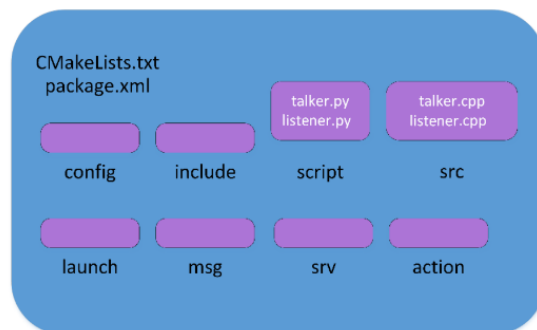 CMakeLists.txt
package.xml
talker.py
listener.py
talker.cpp
listener.cpp
config
include
script
src
launch
msg
srv
action